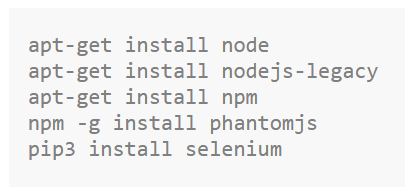 apt-get install node
apt-get install nodejs-legacy
apt-get install npm
npm -g install phantomjs
pip3 install selenium